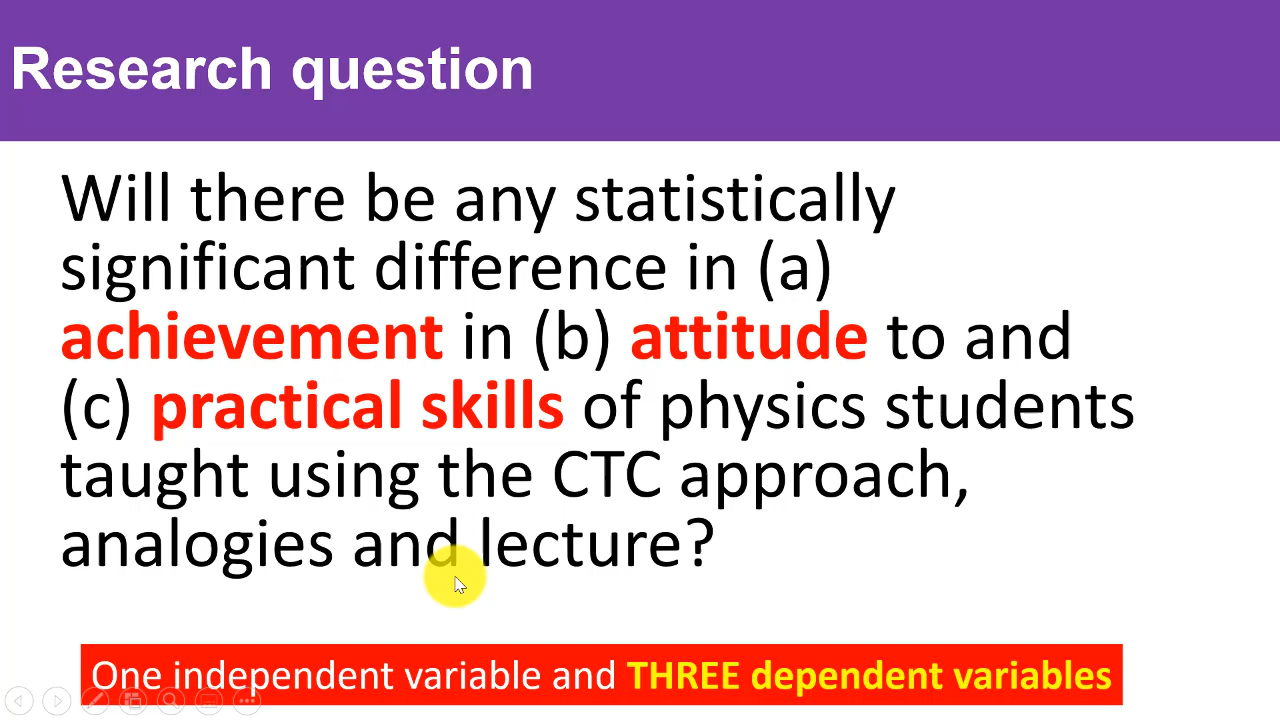 Research question
Will there be any statistically
significant difference in (a)
achievement in (b) attitude to and
(c) practical skills of physics students
taught using the CTC approach,
analogies and lecture?
One independent variable and THREE dependent variables